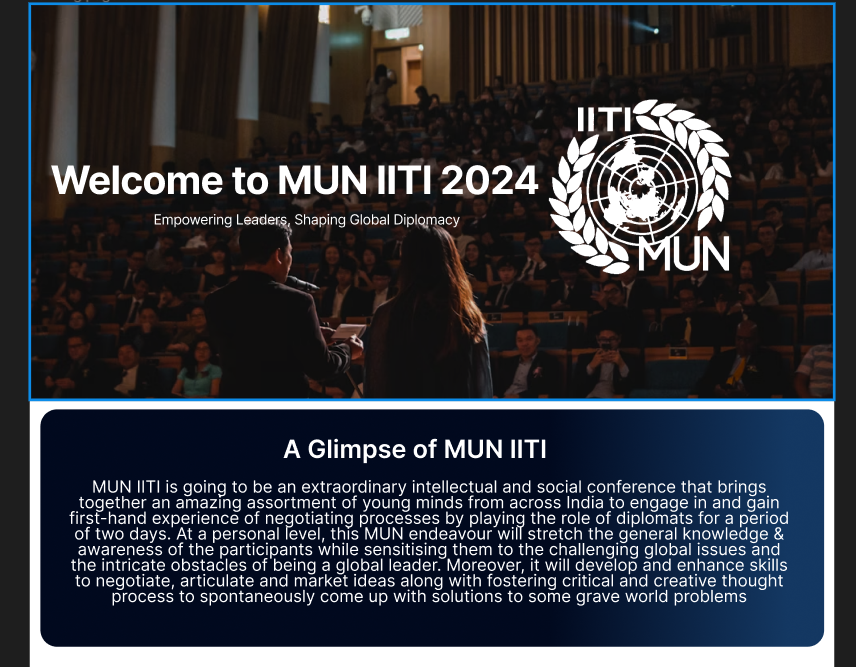 Welcome to MUN IITI 2024
Empowering Leaders, Shaping Global Diplomacy
IITI
MUN
A Glimpse of MUN IITI
MUN IITI is going to be an extraordinary intellectual and social conference that brings
together an amazing assortment of young minds from across India to engage in and gain
first-hand experience of negotiating processes by playing the role of diplomats for a period
of two days. At a personal level, this MUN endeavour will stretch the general knowledge &
awareness of the participants while sensitising them to the challenging global issues and
the intricate obstacles of being a global leader. Moreover, it will develop and enhance skills
to negotiate, articulate and market ideas along with fostering critical and creative thought
process to spontaneously come up with solutions to some grave world problems